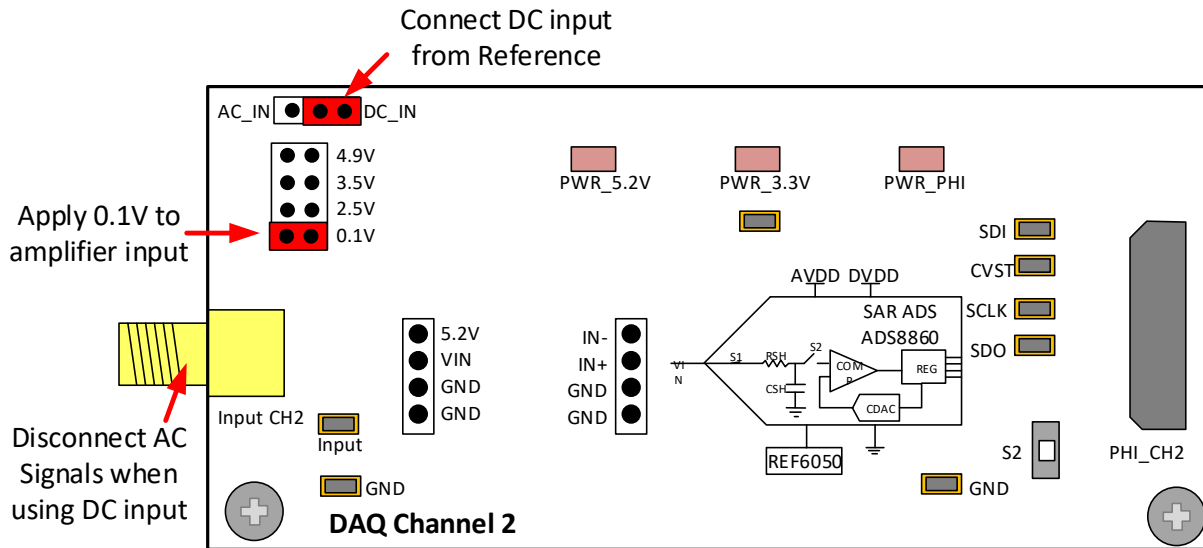 Connect DC input
from Reference
AC_IN
DC_IN
4.9V
3.5V
2.5V
0.1V
Apply 0.1V to
amplifier input
PWR_5.2V
PWR_3.3V
PWR_PHI
SDI
CVST
SCLK
SDO
AVDD
DVDD
SAR ADS
ADS8860
5.2V
VIN
GND
GND
IN-
IN+
GND
GND
VI
N
S1
RSH
S2
CSH
COM
P
REG
CDAC
REF6050
Input CH2
Input
GND
Disconnect AC
Signals when
using DC input
S2
PHI_CH2
GND
DAQ Channel 2